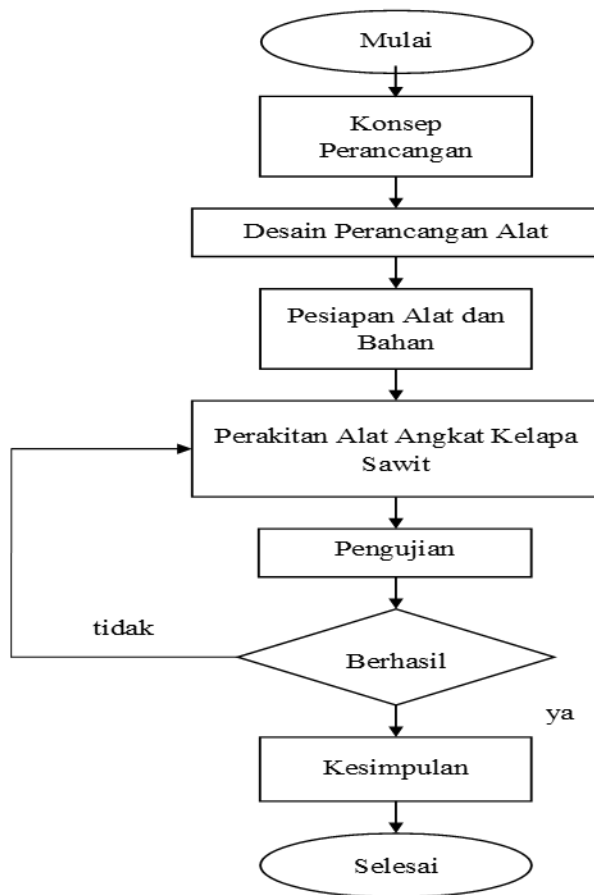 Mulai
Konsep
Perancangan
Desain Perancangan Alat
Pesiapan Alat dan
Bahan
Perakitan Alat Angkat Kelapa
Sawit
Pengujian
tidak
Berhasil
ya
Kesimpulan
Selesai